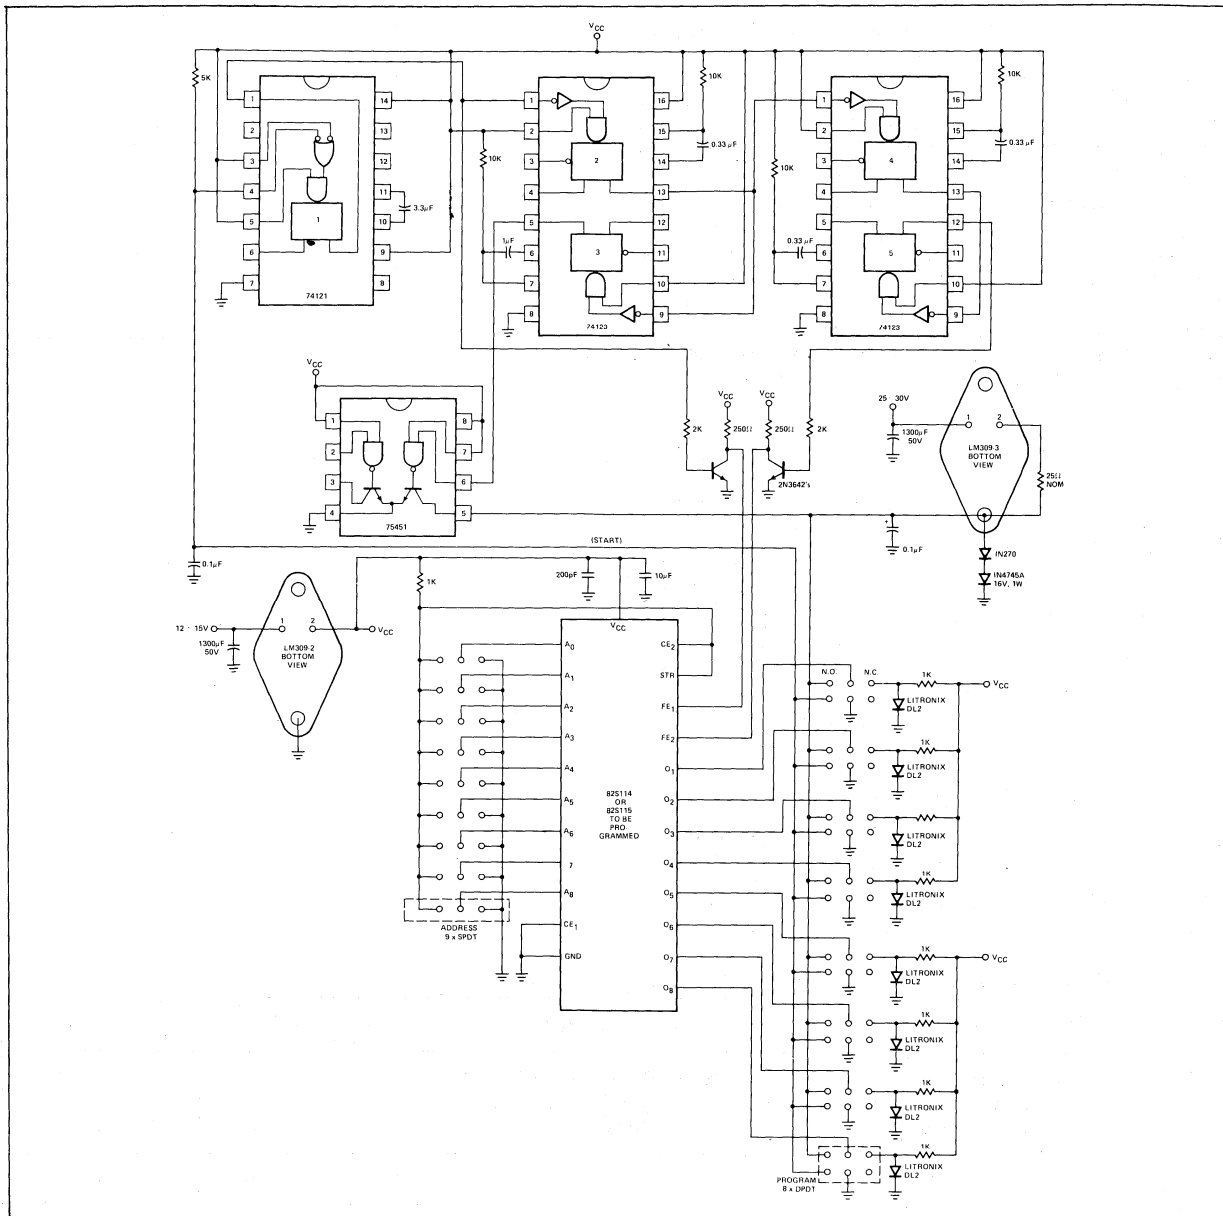 VCC
5K
10K
10K
1
2
3
4
5
6
7
14
13
12
11
10
9
8
1
3.3µF
74121
10K
1µF
1
2
3
4
5
6
7
8
16
15
14
13
12
11
10
9
2
3
74123
0.33 µF
10K
0.33 µF
1
2
3
4
5
6
7
8
16
15
14
13
12
11
10
9
4
5
74123
0.33 µF
VCC
1
2
3
4
8
7
6
5
75451
2K
VCC
VCC
250Ω
250Ω
2K
2N3642's
25 - 30V
1300µF
50V
1
2
LM309-3
BOTTOM
VIEW
25Ω
NOM
0.1µF
+
IN270
IN4745A
16V, 1W
(START)
0.1µF
12 - 15V
1300µF
50V
1
2
LM309-2
BOTTOM
VIEW
VCC
1K
200pF
10µF
VCC
A0
A1
A2
A3
A4
A5
A6
7
A8
CE1
GND
CE2
STR
FE1
FE2
O1
O2
O3
O4
O5
O6
O7
O8
82S114
OR
82S115
TO BE
PRO
GRAMMED
ADDRESS
9 x SPDT
N.O.
N.C.
1K
VCC
LITRONIX
DL2
1K
LITRONIX
DL2
1K
LITRONIX
DL2
1K
LITRONIX
DL2
1K
VCC
LITRONIX
DL2
1K
LITRONIX
DL2
1K
LITRONIX
DL2
1K
LITRONIX
DL2
PROGRAM
8 x DPDT